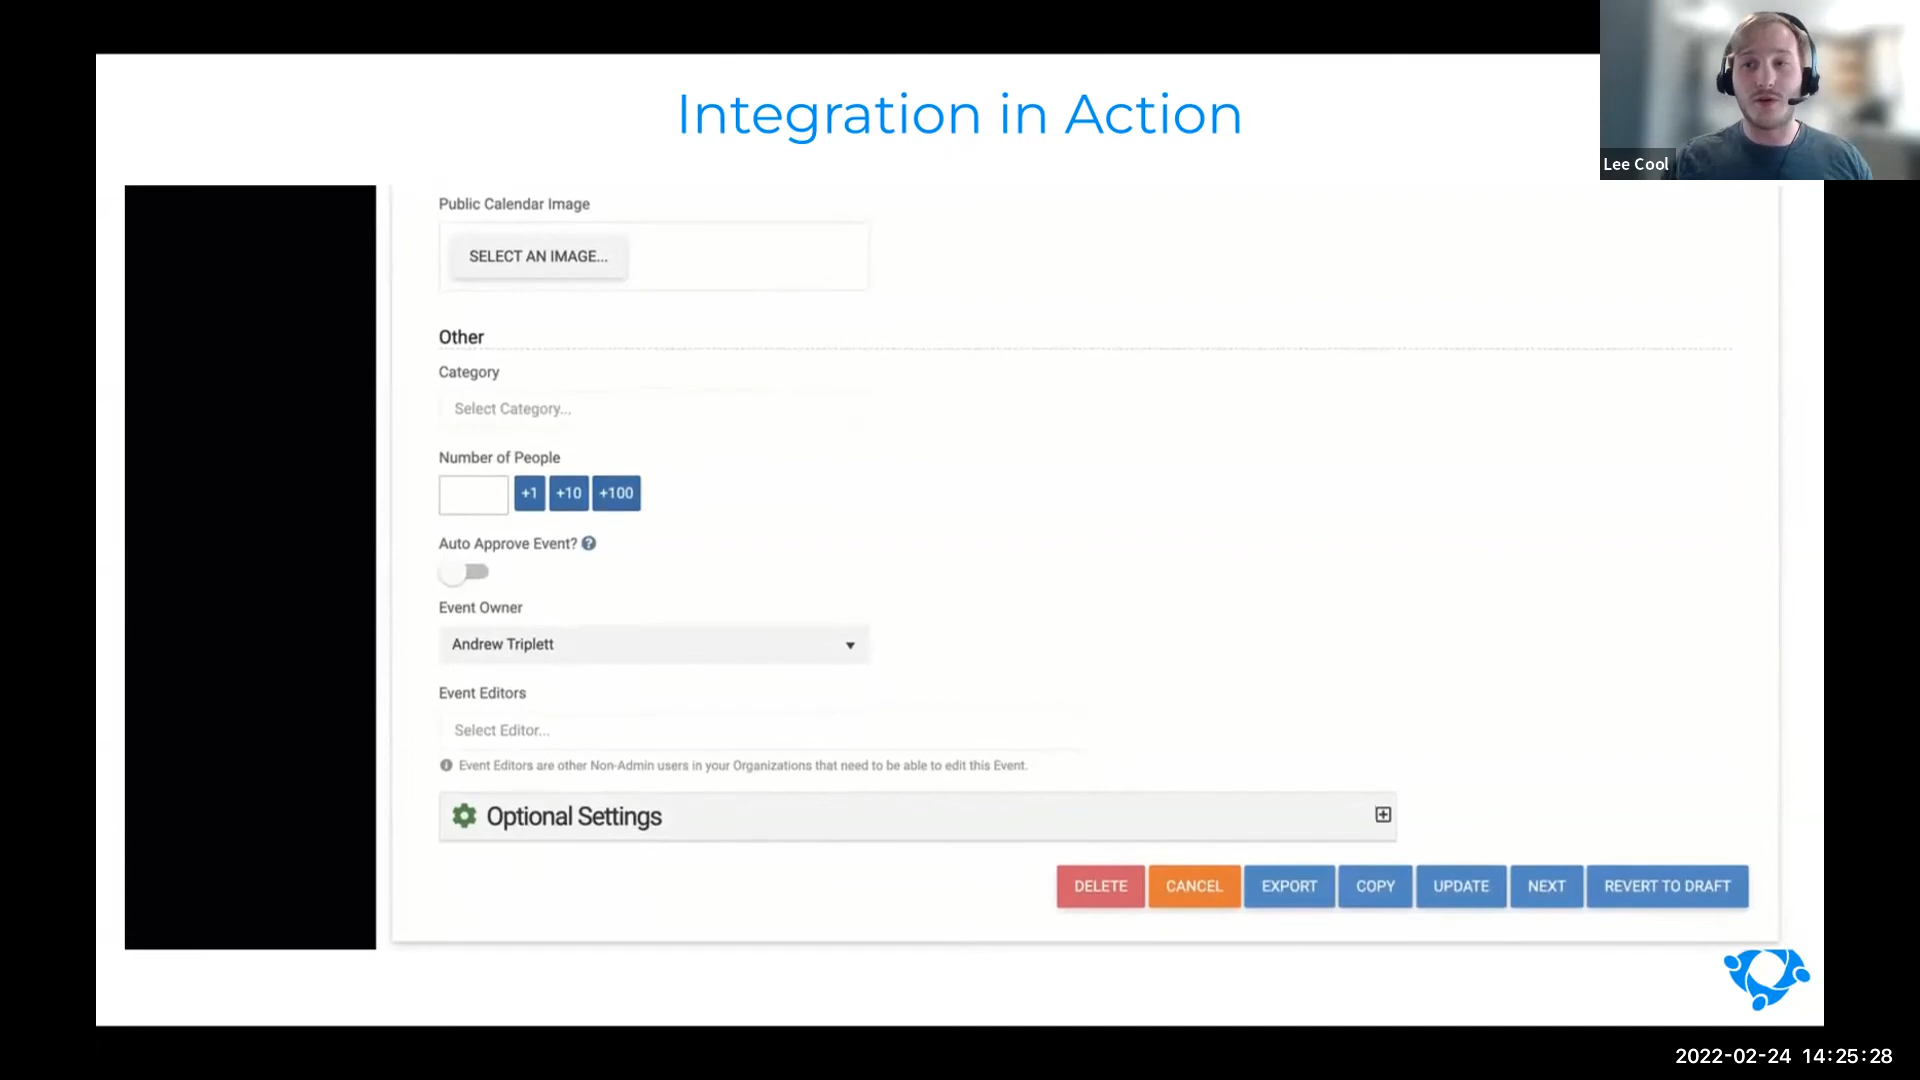 Integration in Action
Lee Cool
Public Calendar Image
SELECT AN IMAGE...
Other
Category
Select Category...
Number of People
+1 +10 +100
Auto Approve Event? ?
Event Owner
Andrew Triplett
Event Editors
Select Editor...
Event Editors are other Non-Admin users in your Organizations that need to be able to edit this Event.
Optional Settings
DELETE CANCEL EXPORT COPY UPDATE NEXT REVERT TO DRAFT
2022-02-24 14:25:28